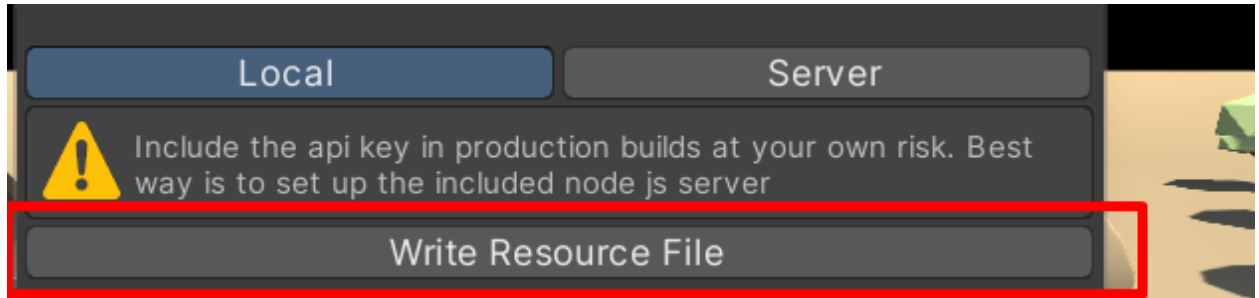 Local
Server
Include the api key in production builds at your own risk. Best
way is to set up the included node js server
Write Resource File